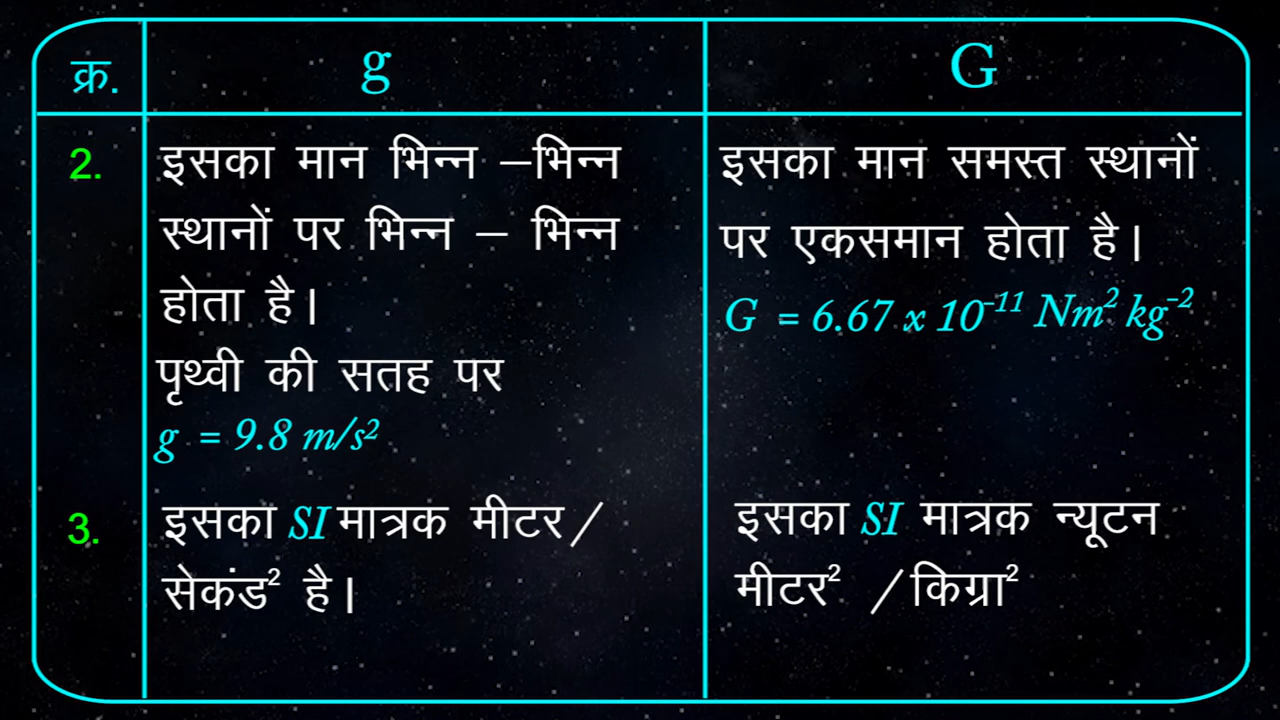 क्र. g G
2. इसका मान भिन्न –भिन्न
स्थानों पर भिन्न – भिन्न
होता है।
पृथ्वी की सतह पर
g = 9.8 m/s²
इसका मान समस्त स्थानों
पर एकसमान होता है।
G = 6.67 x 10⁻¹¹ Nm² kg⁻²
3. इसका SI मात्रक मीटर/
सेकंड² है।
इसका SI मात्रक न्यूटन
मीटर² /किग्रा²